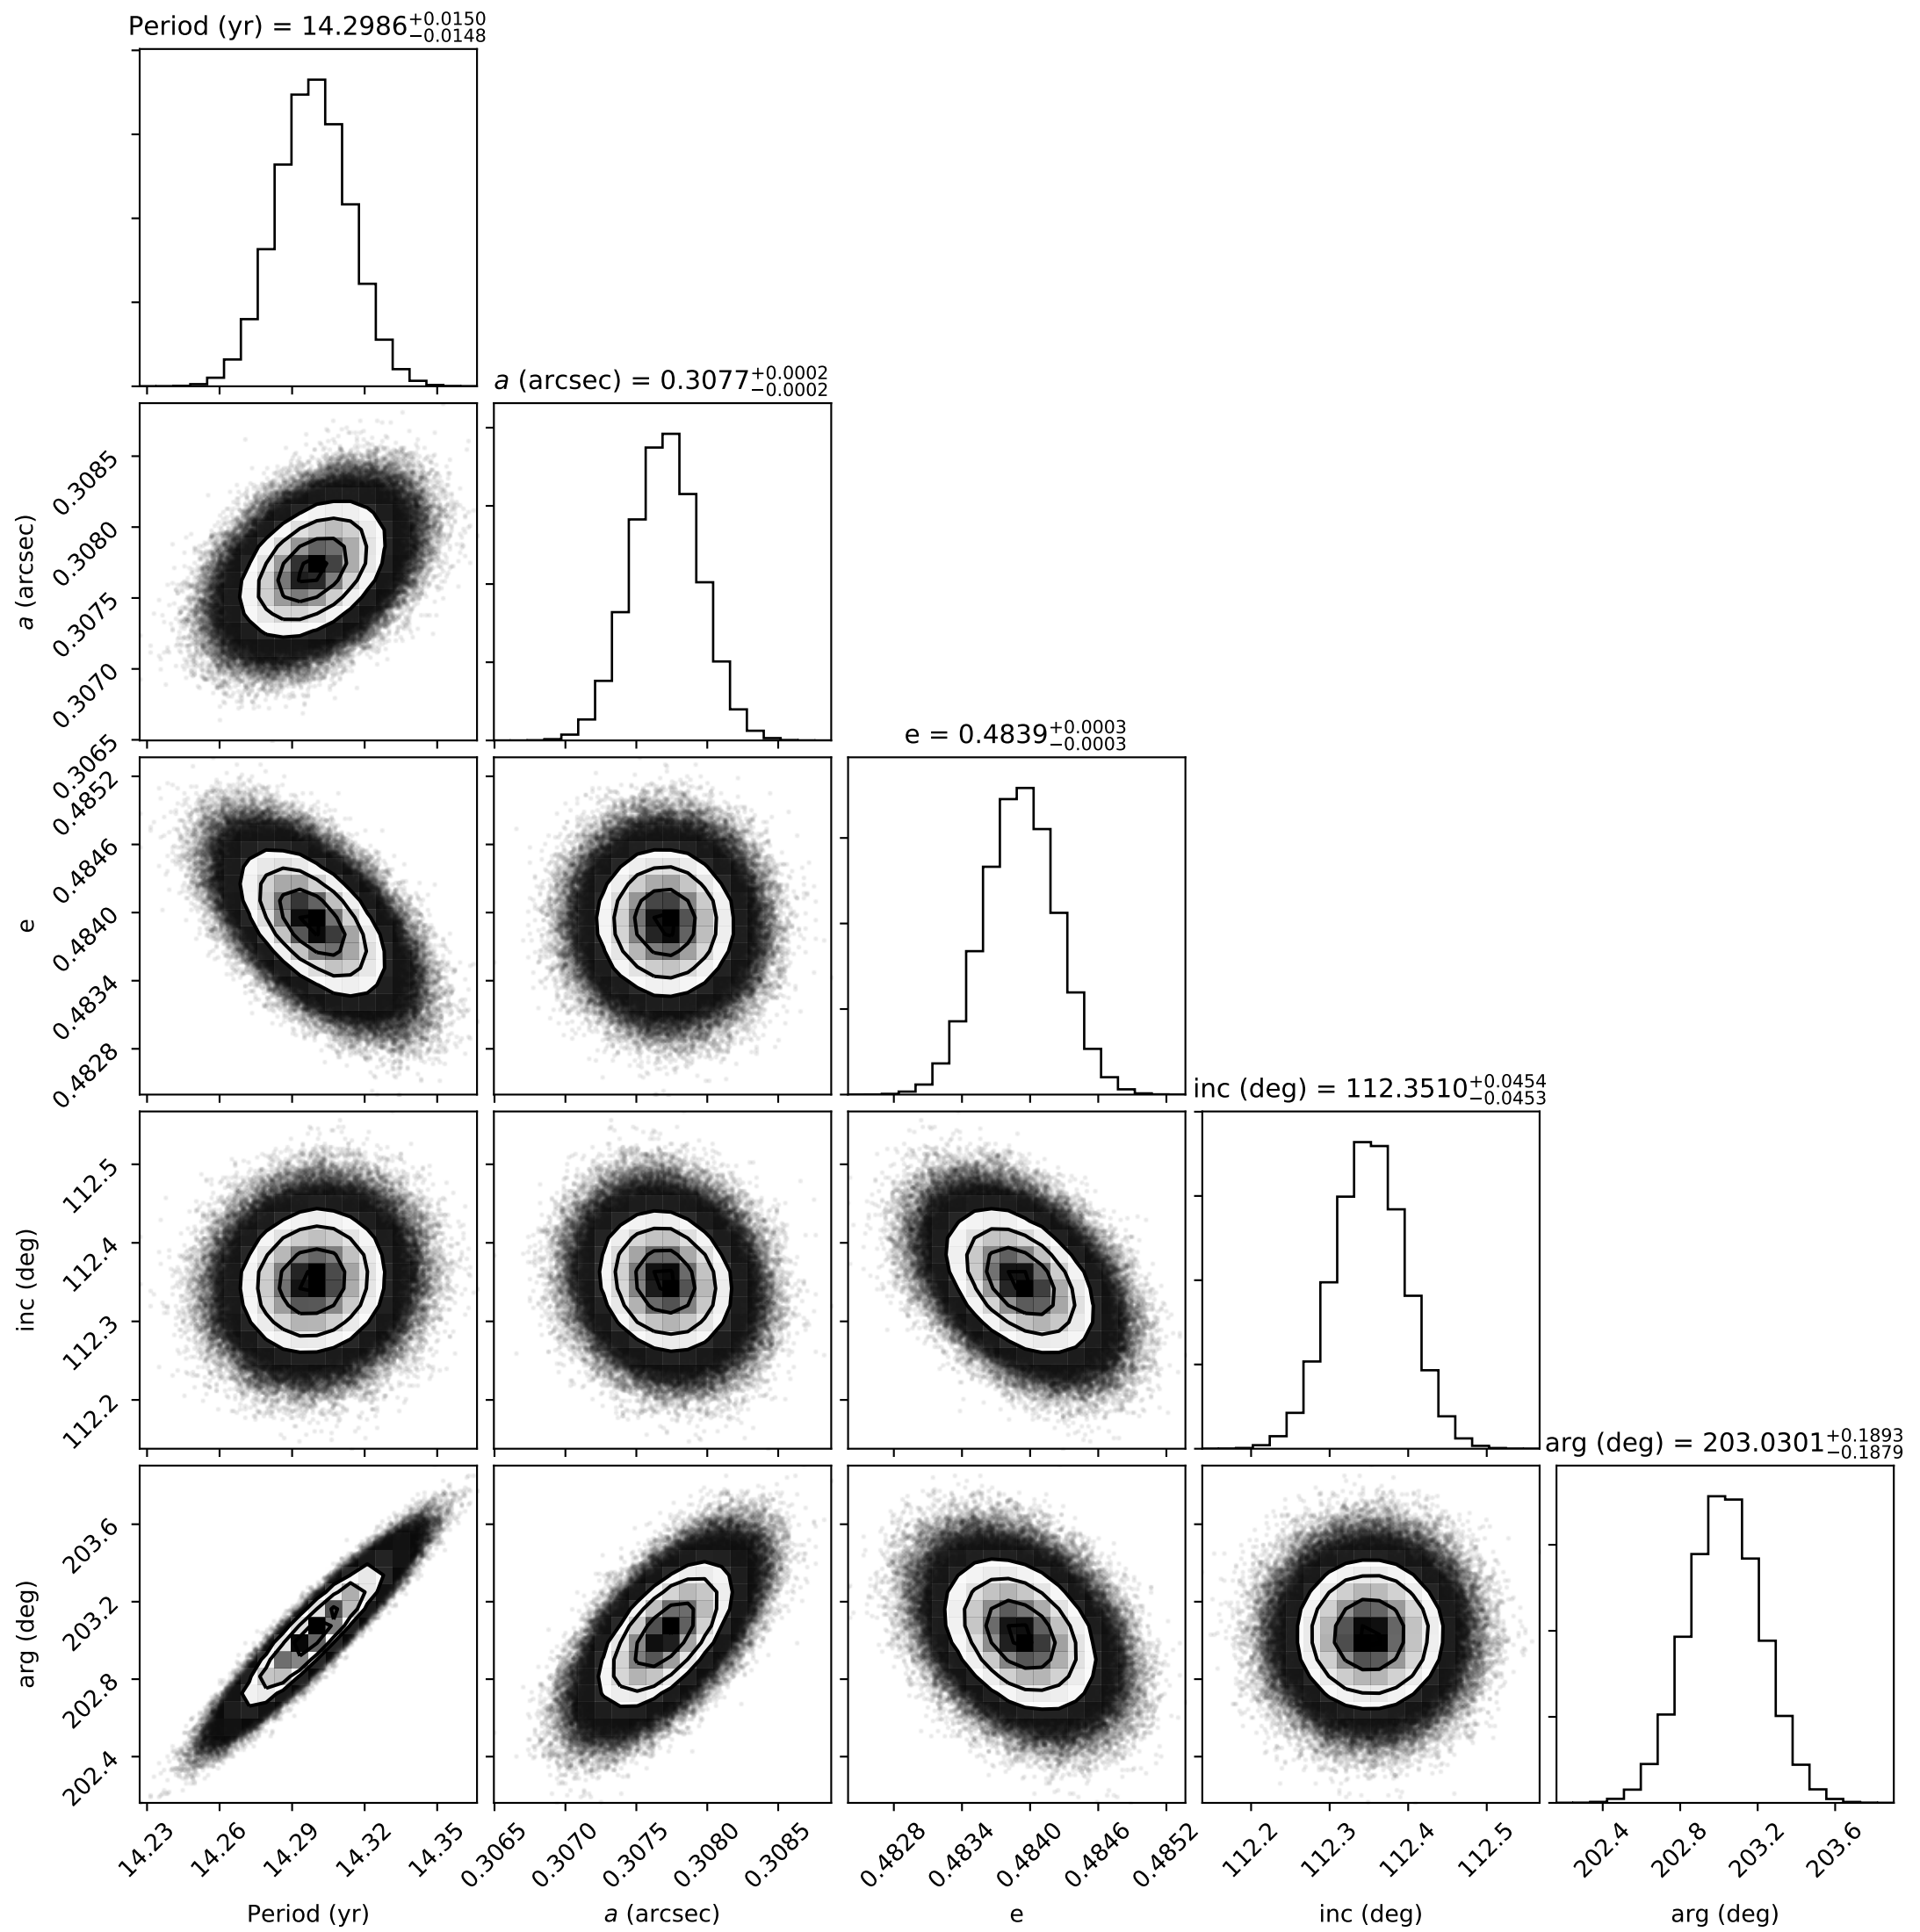 Period (yr) = 14.2986+0.0150−0.0148
a (arcsec) = 0.3077+0.0002−0.0002
0.3085
0.3080
0.3075
0.3070
0.3065
a (arcsec)
e = 0.4839+0.0003−0.0003
0.4852
0.4846
0.4840
0.4834
0.4828
e
inc (deg) = 112.3510+0.0454−0.0453
112.5
112.4
112.3
112.2
inc (deg)
arg (deg) = 203.0301+0.1893−0.1879
203.6
203.2
202.8
202.4
arg (deg)
14.23 14.26 14.29 14.32 14.35
0.3065 0.3070 0.3075 0.3080 0.3085
0.4828 0.4834 0.4840 0.4846 0.4852
112.2 112.3 112.4 112.5
202.4 202.8 203.2 203.6
Period (yr) a (arcsec) e inc (deg) arg (deg)